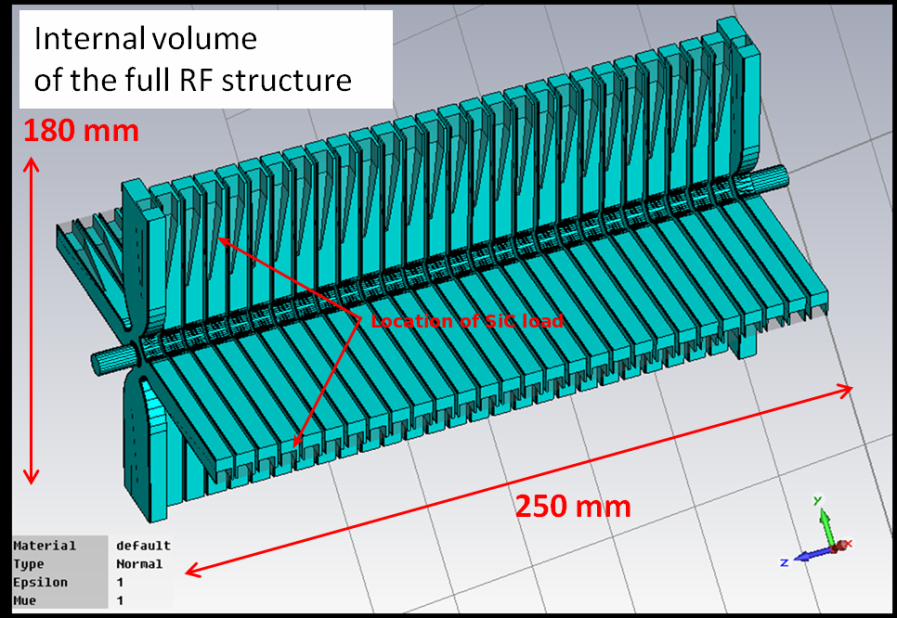 Internal volume
of the full RF structure
180 mm
Location of SiC load
250 mm
y
x
z
Material default
Type Normal
Epsilon 1
Mue 1